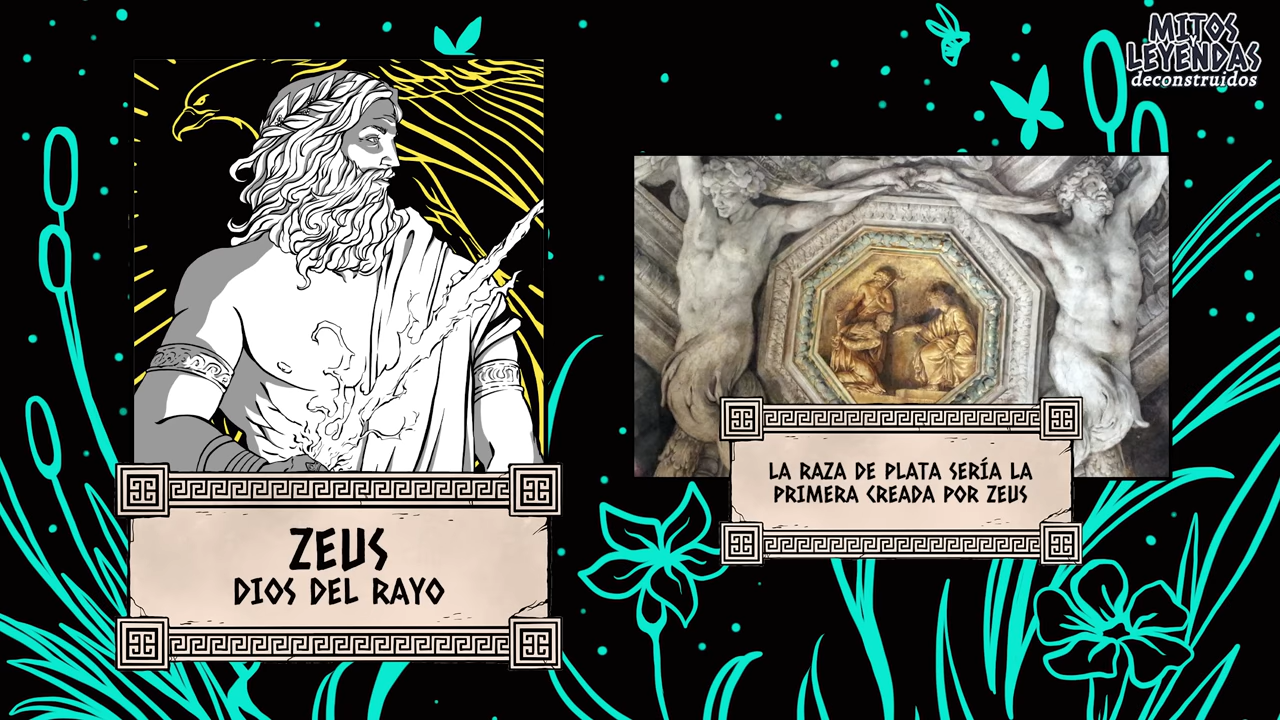 MITOS
Y
LEYENDAS
deconstruidos
ZEUS
DIOS DEL RAYO
LA RAZA DE PLATA SERÍA LA
PRIMERA CREADA POR ZEUS